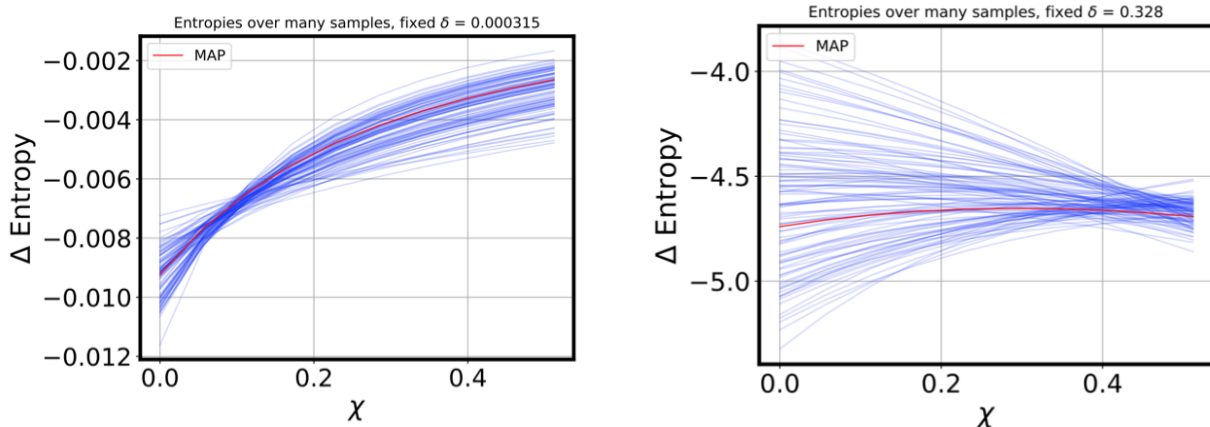 Entropies over many samples, fixed δ = 0.000315
MAP
−0.002
−0.004
−0.006
−0.008
−0.010
−0.012
Δ Entropy
0.0 0.2 0.4
χ
Entropies over many samples, fixed δ = 0.328
MAP
−4.0
−4.5
−5.0
Δ Entropy
0.0 0.2 0.4
χ